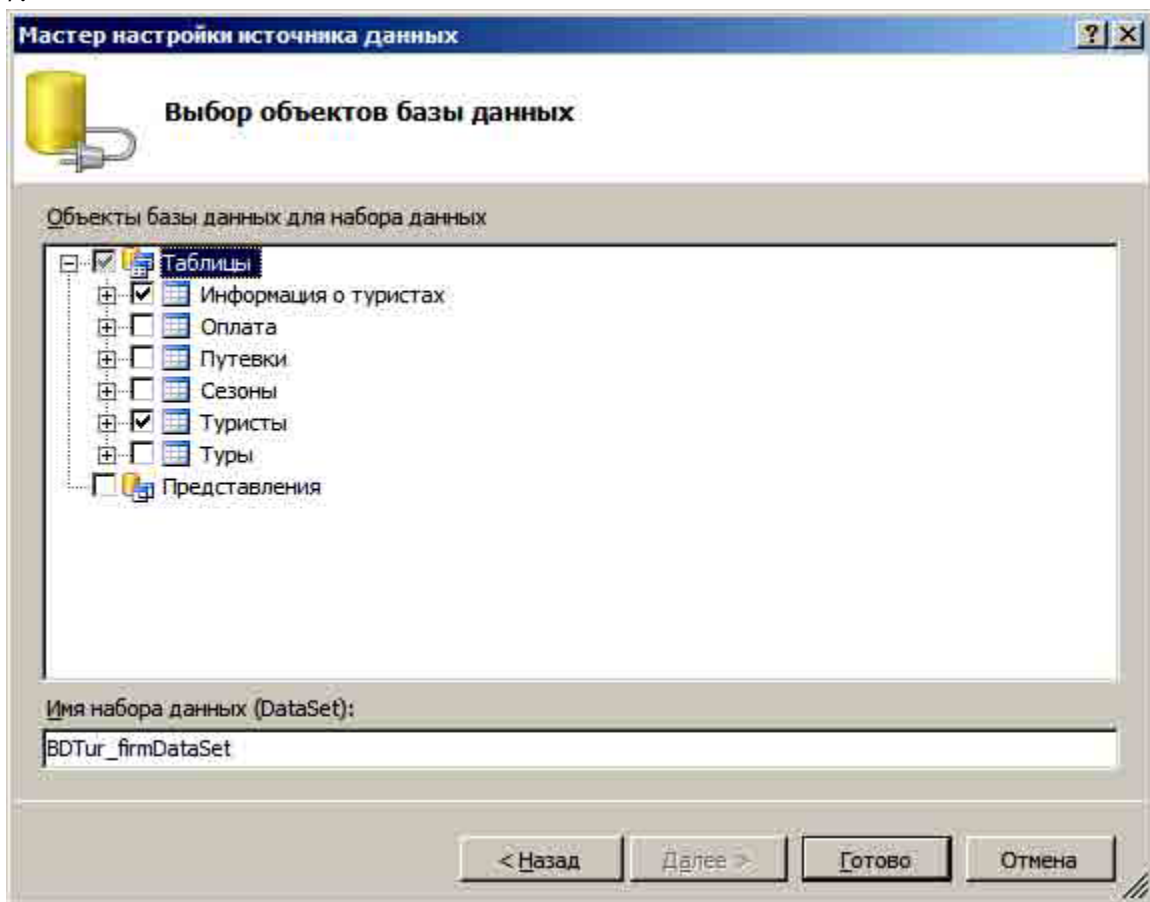 Мастер настройки источника данных
Выбор объектов базы данных
Объекты базы данных для набора данных
Таблицы
Информация о туристах
Оплата
Путевки
Сезоны
Туристы
Туры
Представления
Имя набора данных (DataSet):
BDTur_firmDataSet
< Назад Далее > Готово Отмена